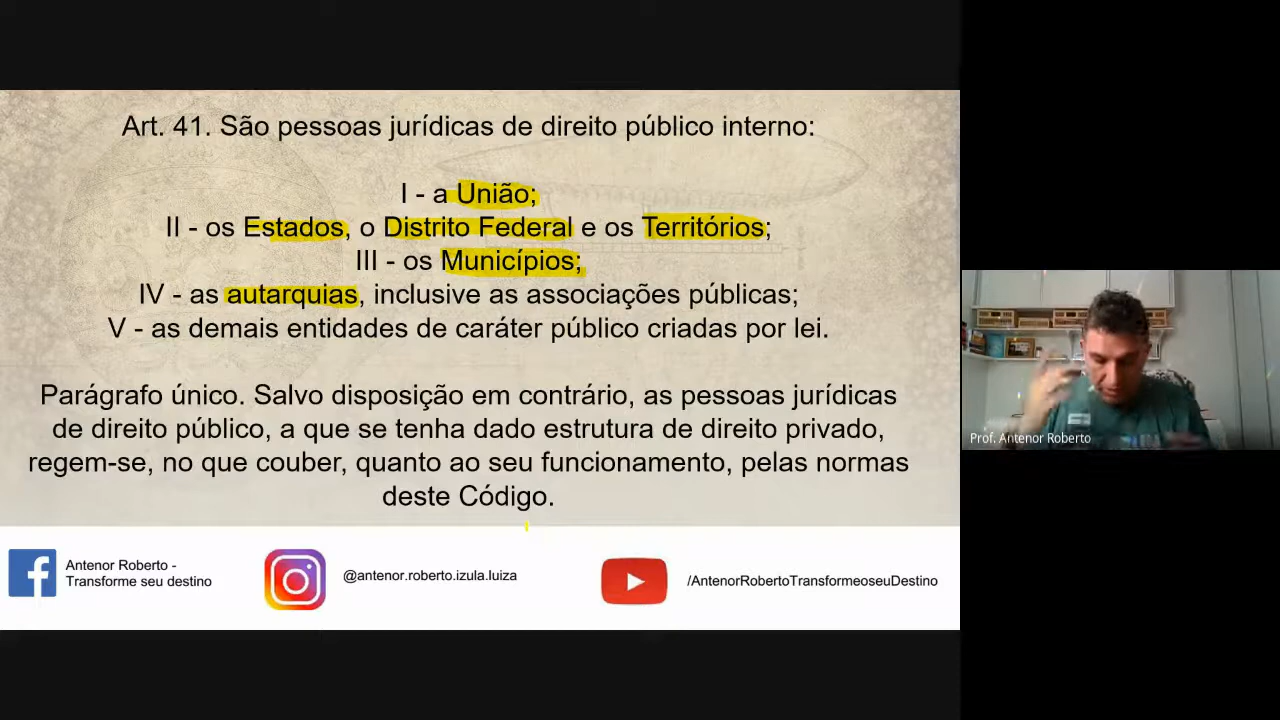 Art. 41. São pessoas jurídicas de direito público interno:
I - a União;
II - os Estados, o Distrito Federal e os Territórios;
III - os Municípios;
IV - as autarquias, inclusive as associações públicas;
V - as demais entidades de caráter público criadas por lei.
Parágrafo único. Salvo disposição em contrário, as pessoas jurídicas
de direito público, a que se tenha dado estrutura de direito privado,
regem-se, no que couber, quanto ao seu funcionamento, pelas normas
deste Código.
Antenor Roberto -
Transforme seu destino
@antenor.roberto.izula.luiza
/AntenorRobertoTransformeoseuDestino
Prof. Antenor Roberto